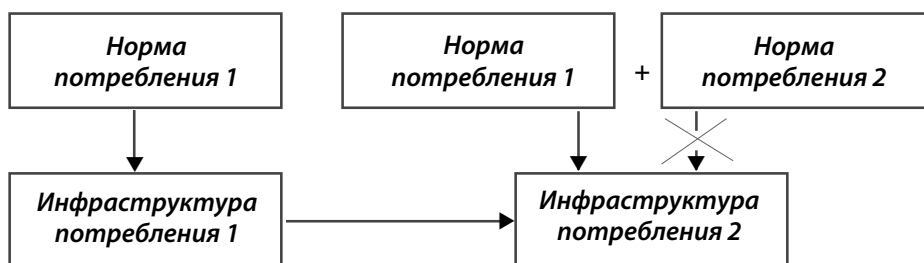 Норма
потребления 1
Норма
потребления 1
+
Норма
потребления 2
Инфраструктура
потребления 1
Инфраструктура
потребления 2